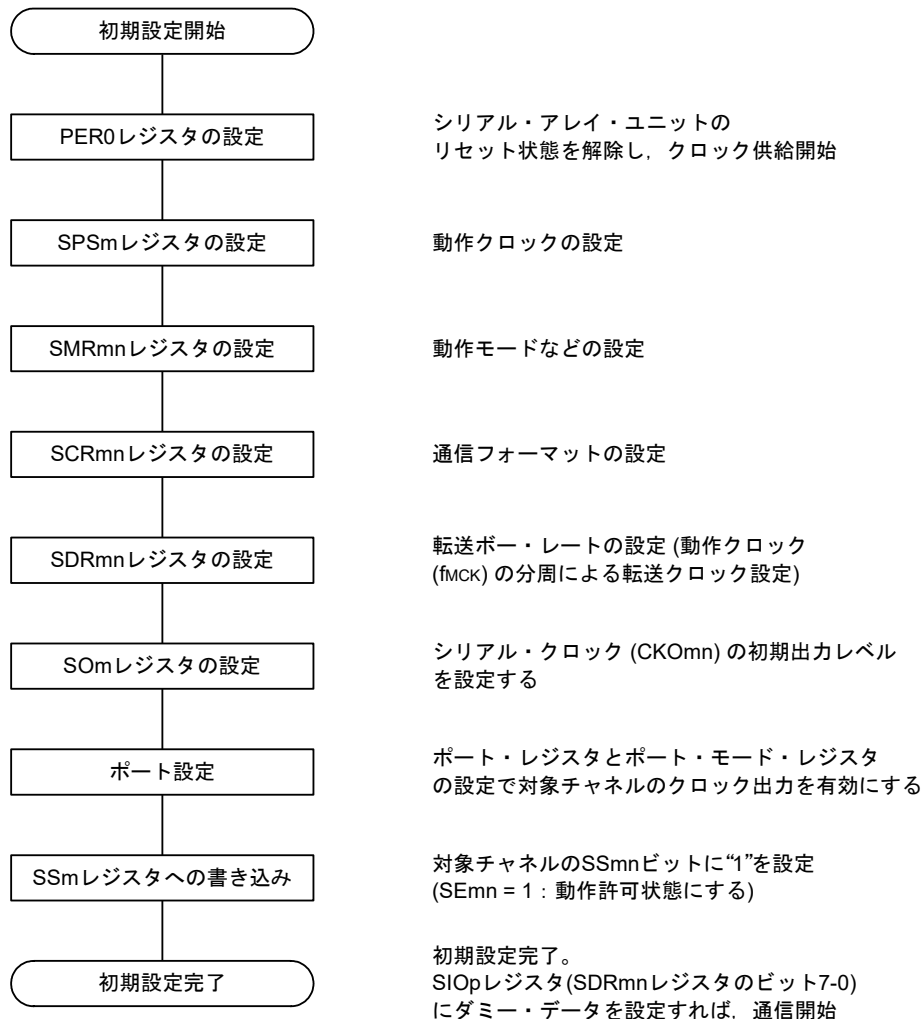 初期設定開始
PER0レジスタの設定
シリアル・アレイ・ユニットの
リセット状態を解除し，クロック供給開始
SPSmレジスタの設定
動作クロックの設定
SMRmnレジスタの設定
動作モードなどの設定
SCRmnレジスタの設定
通信フォーマットの設定
SDRmnレジスタの設定
転送ボー・レートの設定 (動作クロック
(fMCK) の分周による転送クロック設定)
SOmレジスタの設定
シリアル・クロック (CKOmn) の初期出力レベル
を設定する
ポート設定
ポート・レジスタとポート・モード・レジスタ
の設定で対象チャネルのクロック出力を有効にする
SSmレジスタへの書き込み
対象チャネルのSSmnビットに“1”を設定
(SEmn = 1：動作許可状態にする)
初期設定完了
初期設定完了。
SIOpレジスタ(SDRmnレジスタのビット7-0)
にダミー・データを設定すれば，通信開始